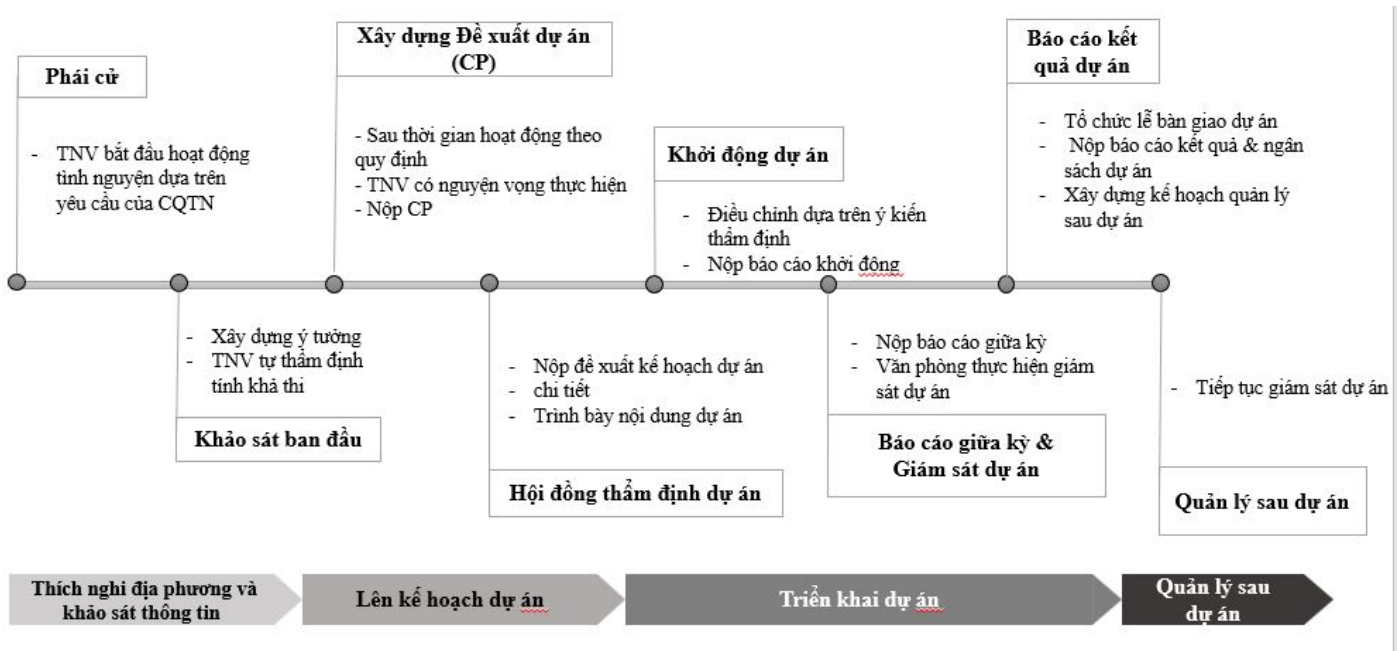 Phái cử
- TNV bắt đầu hoạt động
tình nguyện dựa trên
yêu cầu của CQTN
- Xây dựng ý tưởng
- TNV tự thẩm định
tính khả thi
Khảo sát ban đầu
Xây dựng Đề xuất dự án
(CP)
- Sau thời gian hoạt động theo
quy định
- TNV có nguyện vọng thực hiện
- Nộp CP
- Nộp đề xuất kế hoạch dự án
- chi tiết
- Trình bày nội dung dự án
Hội đồng thẩm định dự án
Khởi động dự án
- Điều chỉnh dựa trên ý kiến
thẩm định
- Nộp báo cáo khởi động
- Nộp báo cáo giữa kỳ
- Văn phòng thực hiện giám
sát dự án
Báo cáo giữa kỳ &
Giám sát dự án
Báo cáo kết
quả dự án
- Tổ chức lễ bàn giao dự án
- Nộp báo cáo kết quả & ngân
sách dự án
- Xây dựng kế hoạch quản lý
sau dự án
- Tiếp tục giám sát dự án
Quản lý sau dự án
Thích nghi địa phương và
khảo sát thông tin
Lên kế hoạch dự án
Triển khai dự án
Quản lý sau
dự án